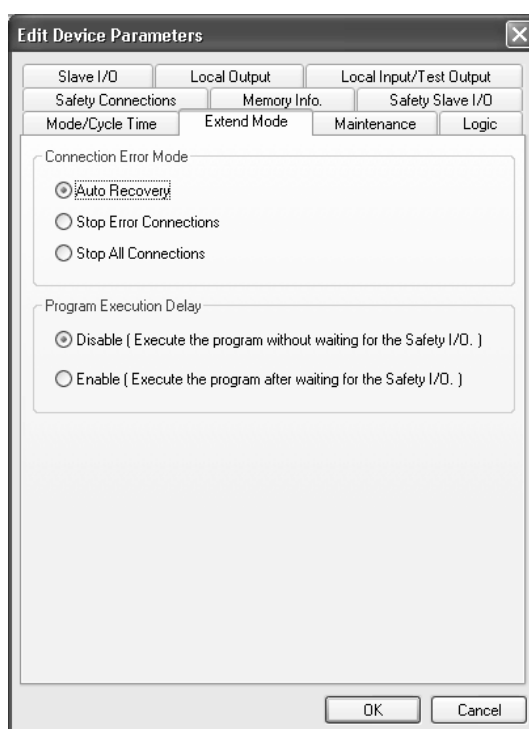 Edit Device Parameters
Slave I/O Local Output Local Input/Test Output
Safety Connections Memory Info. Safety Slave I/O
Mode/Cycle Time Extend Mode Maintenance Logic
Connection Error Mode
Auto Recovery
Stop Error Connections
Stop All Connections
Program Execution Delay
Disable ( Execute the program without waiting for the Safety I/O. )
Enable ( Execute the program after waiting for the Safety I/O. )
OK Cancel